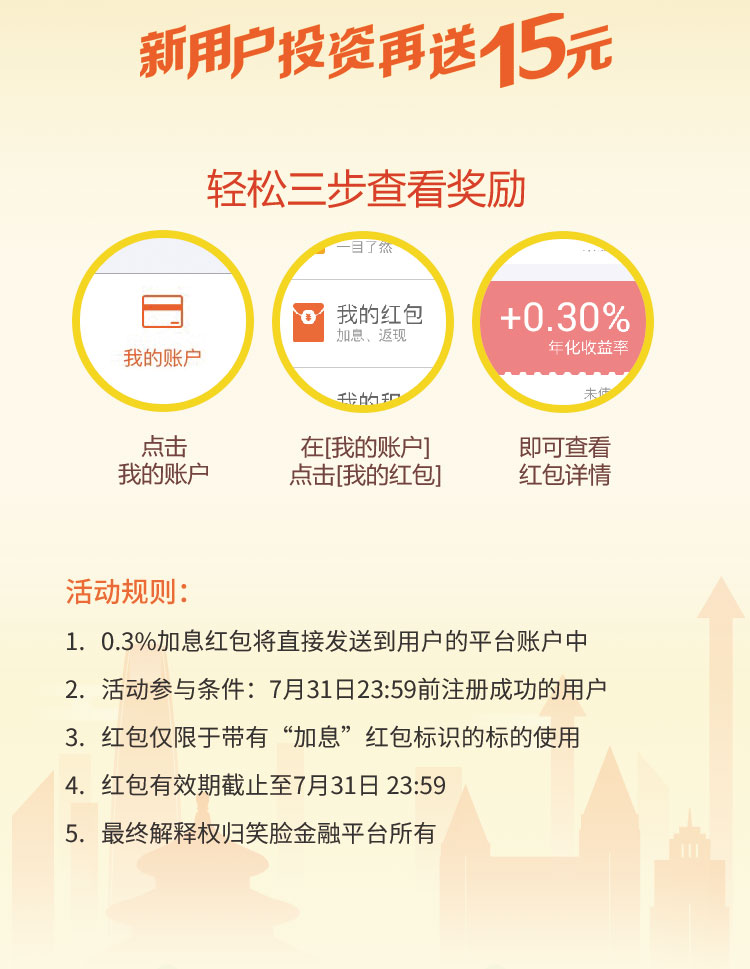 新用户投资再送15元
轻松三步查看奖励
一目了然
我的账户
我的红包
加息、返现
+0.30%
年化收益率
点击
我的账户
在[我的账户]
点击[我的红包]
即可查看
红包详情
活动规则：
1. 0.3%加息红包将直接发送到用户的平台账户中
2. 活动参与条件：7月31日23:59前注册成功的用户
3. 红包仅限于带有“加息”红包标识的标的使用
4. 红包有效期截止至7月31日 23:59
5. 最终解释权归笑脸金融平台所有